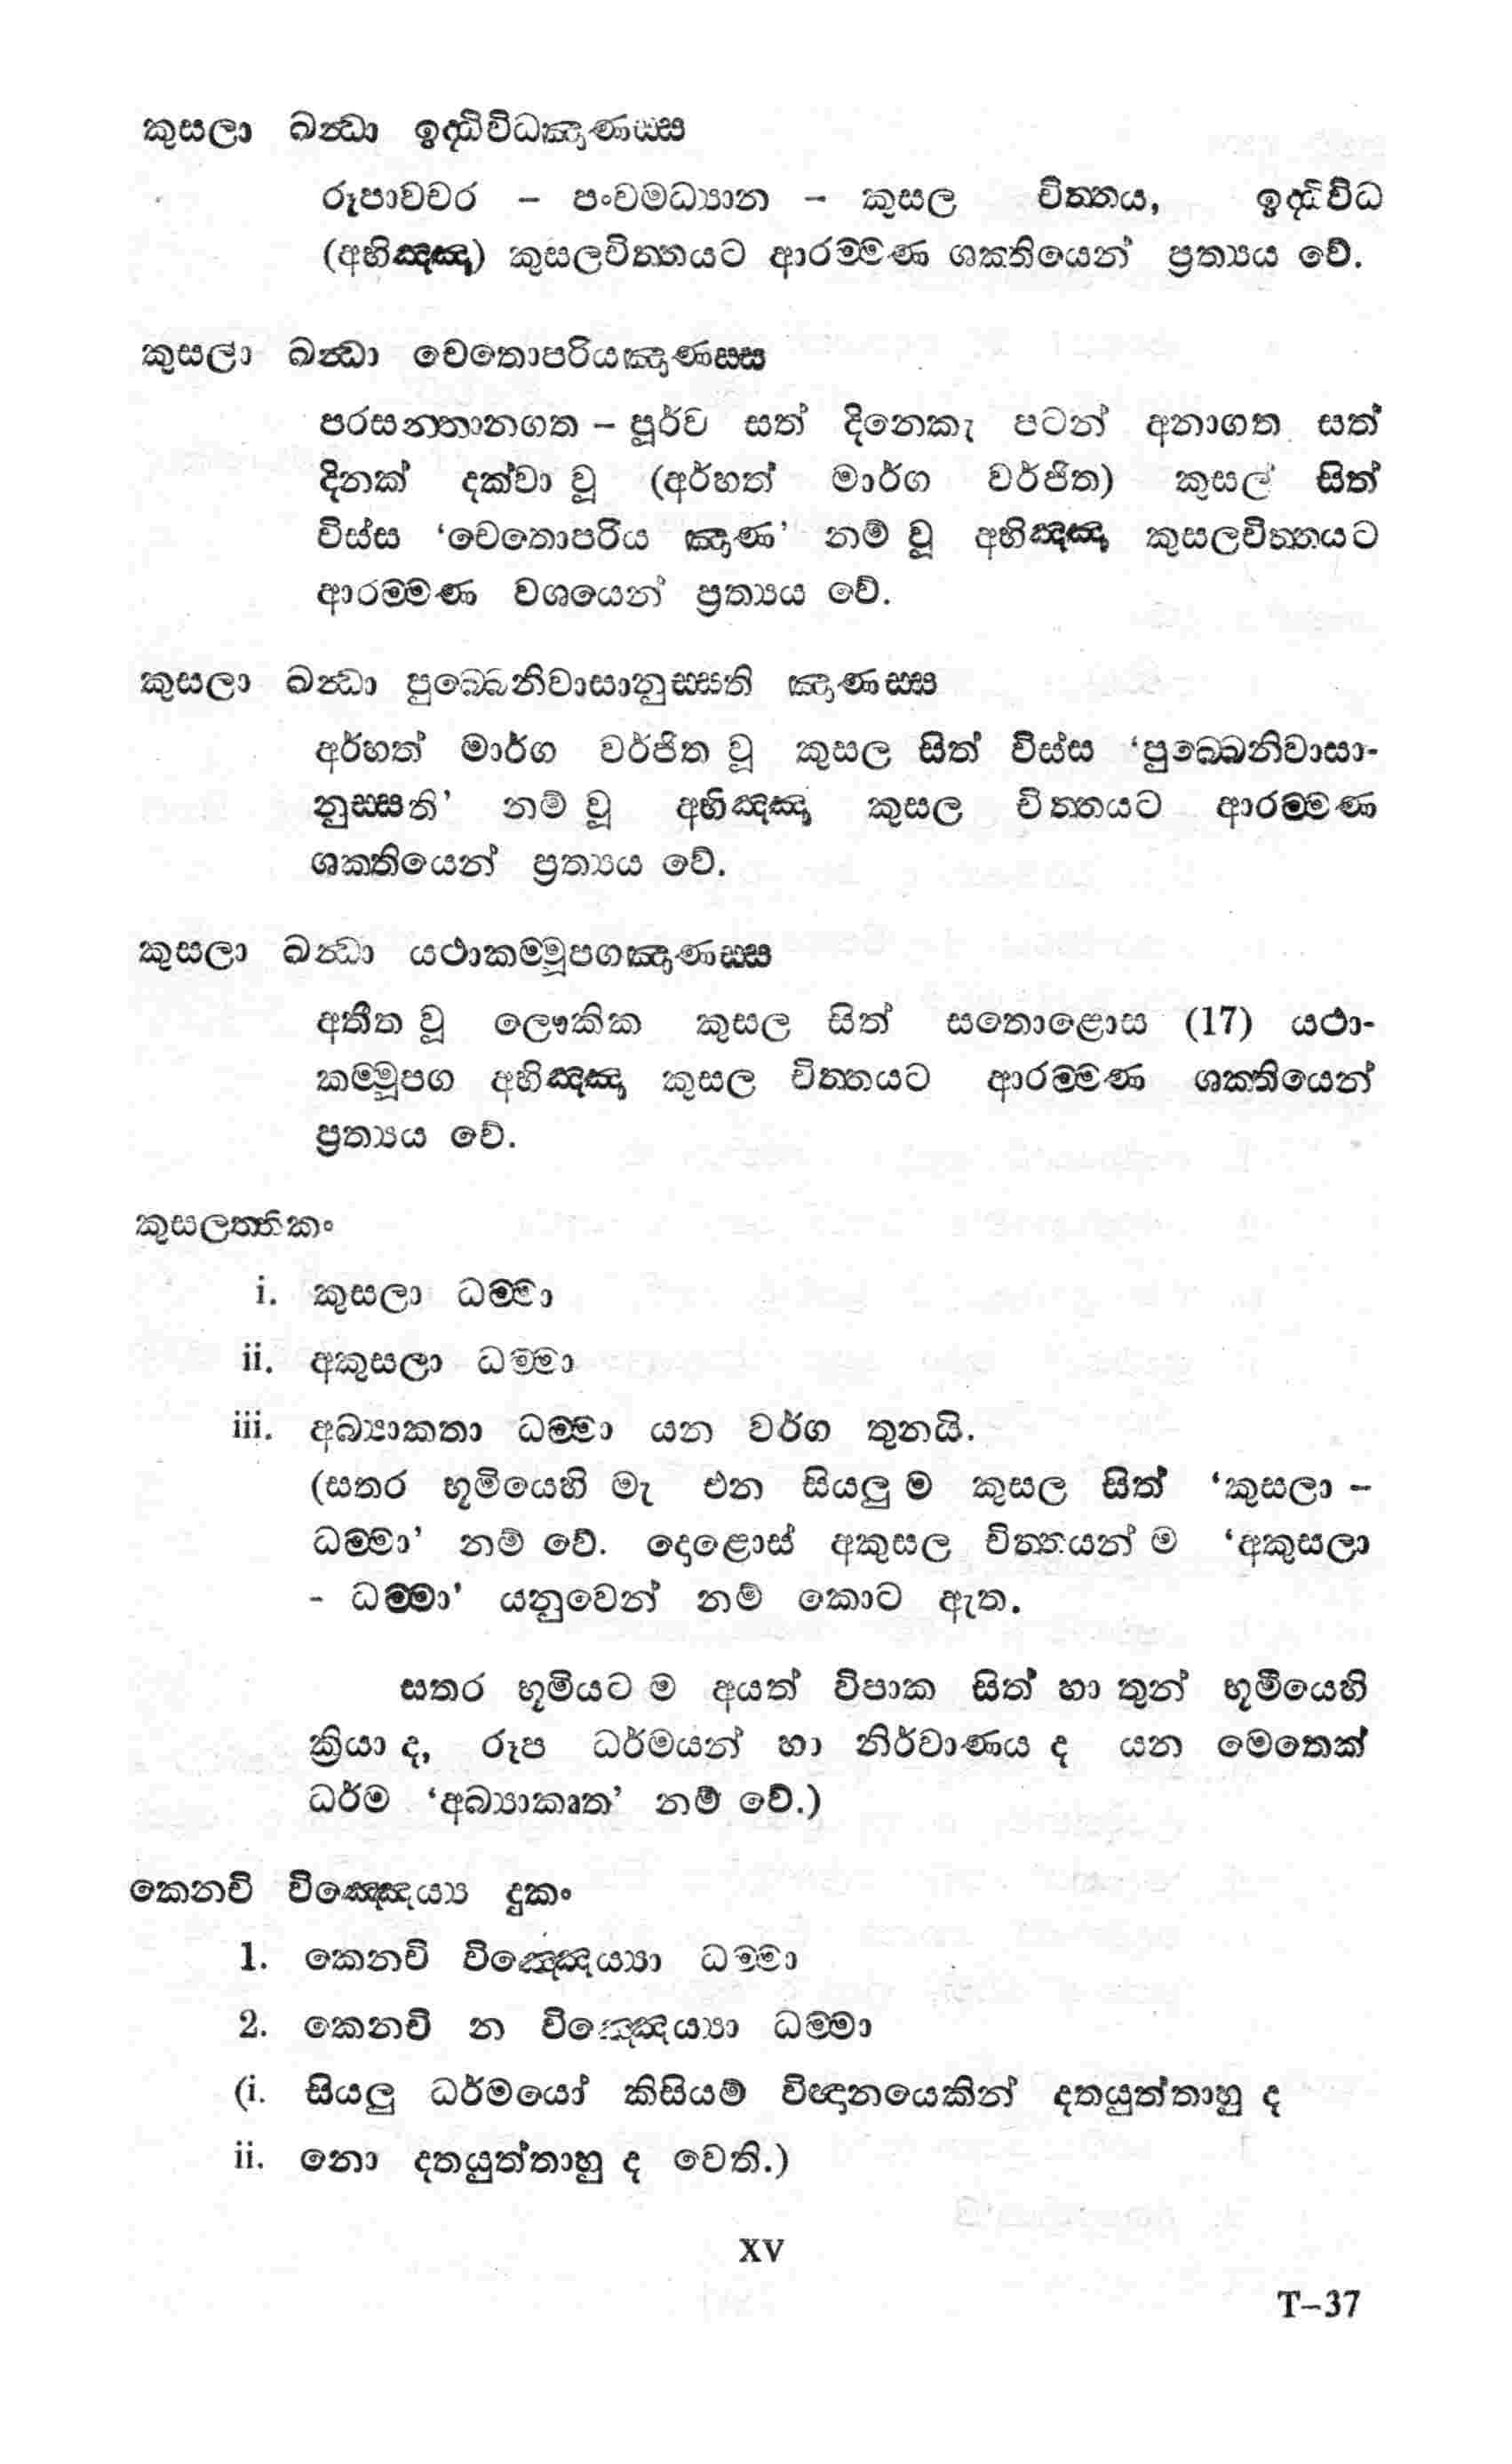 කුසලා ඛන්ධා ඉද්ධිවිධඤාණස්ස
රූපාවචර – පංචමධ්‍යාන – කුසල චිත්තය, ඉද්ධිවිධ
(අභිඤ්ඤා) කුසලචිත්තයට ආරම්මණ ශක්තියෙන් ප්‍රත්‍යය වේ.
කුසලා ඛන්ධා චෙතොපරියඤාණස්ස
පරසන්තානගත – පූර්ව සත් දිනෙකැ පටන් අනාගත සත්
දිනක් දක්වා වූ (අර්හත් මාර්ග වර්ජිත) කුසල් සිත්
විස්ස ‘චෙතොපරිය ඤාණ’ නම් වූ අභිඤ්ඤා කුසලචිත්තයට
ආරම්මණ වශයෙන් ප්‍රත්‍යය වේ.
කුසලා ඛන්ධා පුබ්බෙනිවාසානුස්සති ඤාණස්ස
අර්හත් මාර්ග වර්ජිත වූ කුසල සිත් විස්ස ‘පුබ්බෙනිවාසා-
නුස්සති’ නම් වූ අභිඤ්ඤා කුසල චිත්තයට ආරම්මණ
ශක්තියෙන් ප්‍රත්‍යය වේ.
කුසලා ඛන්ධා යථාකම්මූපගඤාණස්ස
අතීත වූ ලෞකික කුසල සිත් සතොළොස (17) යථා-
කම්මූපග අභිඤ්ඤා කුසල චිත්තයට ආරම්මණ ශක්තියෙන්
ප්‍රත්‍යය වේ.
කුසලත්තිකං
i. කුසලා ධම්මා
ii. අකුසලා ධම්මා
iii. අබ්‍යාකතා ධම්මා යන වර්ග තුනයි.
(සතර භූමියෙහි මැ එන සියලු ම කුසල සිත් ‘කුසලා –
ධම්මා’ නම් වේ. දොළොස් අකුසල චිත්තයන් ම ‘අකුසලා
- ධම්මා’ යනුවෙන් නම් කොට ඇත.
සතර භූමියට ම අයත් විපාක සිත් හා තුන් භූමියෙහි
ක්‍රියා ද, රූප ධර්මයන් හා නිර්වාණය ද යන මෙතෙක්
ධර්ම ‘අබ්‍යාකෘත’ නම් වේ.)
කෙනචි විඤ්ඤෙය්‍ය දුකං
1. කෙනචි විඤ්ඤෙය්‍යා ධම්මා
2. කෙනචි න විඤ්ඤෙය්‍යා ධම්මා
(i. සියලු ධර්මයෝ කිසියම් විඥානයෙකින් දතයුත්තාහු ද
ii. නො දතයුත්තාහු ද වෙති.)
XV
T–37